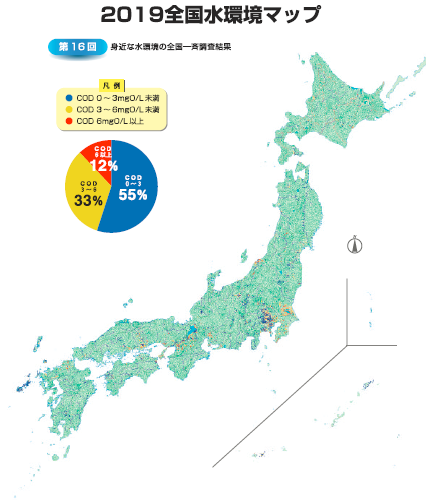 2019全国水環境マップ
第16回 身近な水環境の全国一斉調査結果
凡 例
COD 0〜3mgO/L未満
COD 3〜6mgO/L未満
COD 6mgO/L以上
COD
6以上
12%
COD
0〜3
55%
COD
3〜6
33%
N